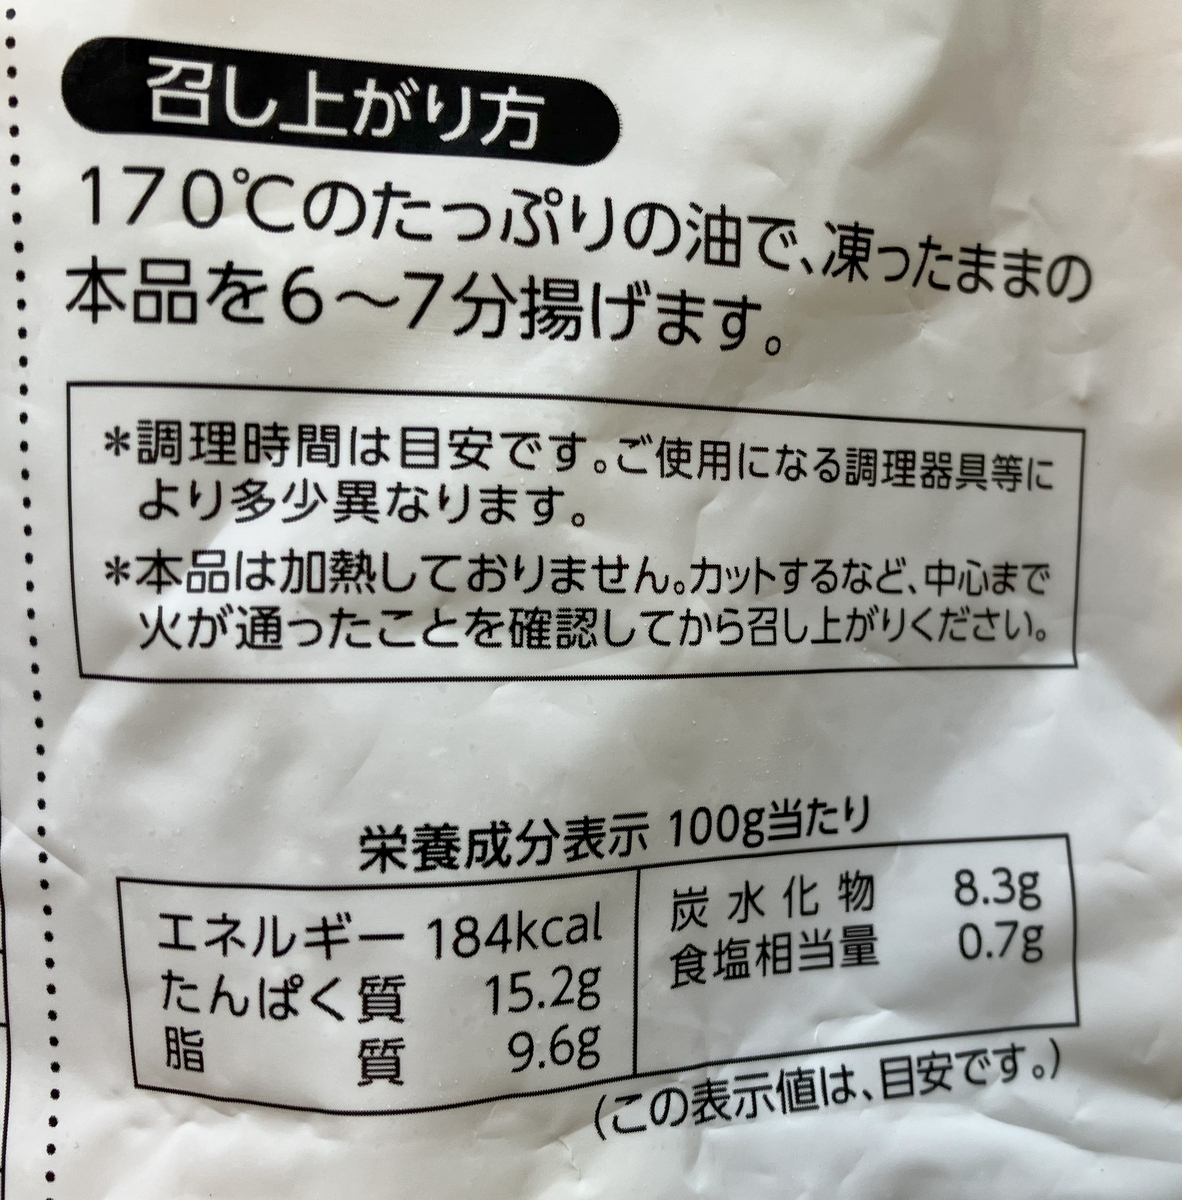 召し上がり方
170℃のたっぷりの油で、凍ったままの
本品を6～7分揚げます。
＊調理時間は目安です。ご使用になる調理器具等に
より多少異なります。
＊本品は加熱しておりません。カットするなど、中心まで
火が通ったことを確認してから召し上がりください。
栄養成分表示 100g当たり
エネルギー 184kcal
たんぱく質 15.2g
脂質 9.6g
炭水化物 8.3g
食塩相当量 0.7g
(この表示値は、目安です。)